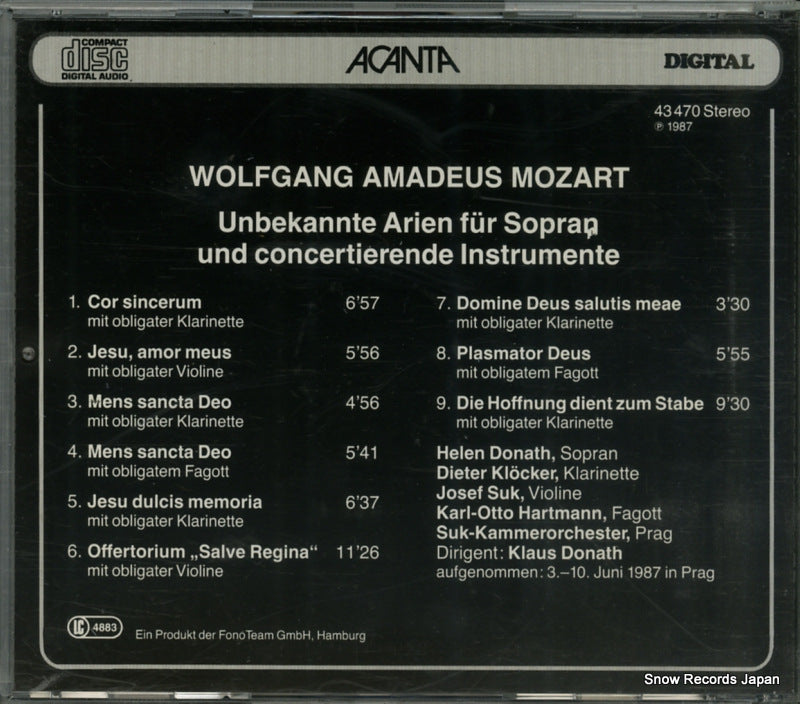 COMPACT
disc
DIGITAL AUDIO
ACANTA
DIGITAL
43 470 Stereo
℗ 1987
WOLFGANG AMADEUS MOZART
Unbekannte Arien für Sopran
und concertierende Instrumente
1. Cor sincerum 6'57
mit obligater Klarinette
2. Jesu, amor meus 5'56
mit obligater Violine
3. Mens sancta Deo 4'56
mit obligater Klarinette
4. Mens sancta Deo 5'41
mit obligatem Fagott
5. Jesu dulcis memoria 6'37
mit obligater Klarinette
6. Offertorium „Salve Regina“ 11'26
mit obligater Violine
7. Domine Deus salutis meae 3'30
mit obligater Klarinette
8. Plasmator Deus 5'55
mit obligatem Fagott
9. Die Hoffnung dient zum Stabe 9'30
mit obligater Klarinette
Helen Donath, Sopran
Dieter Klöcker, Klarinette
Josef Suk, Violine
Karl-Otto Hartmann, Fagott
Suk-Kammerorchester, Prag
Dirigent: Klaus Donath
aufgenommen: 3.–10. Juni 1987 in Prag
LC 4883
Ein Produkt der FonoTeam GmbH, Hamburg
Snow Records Japan